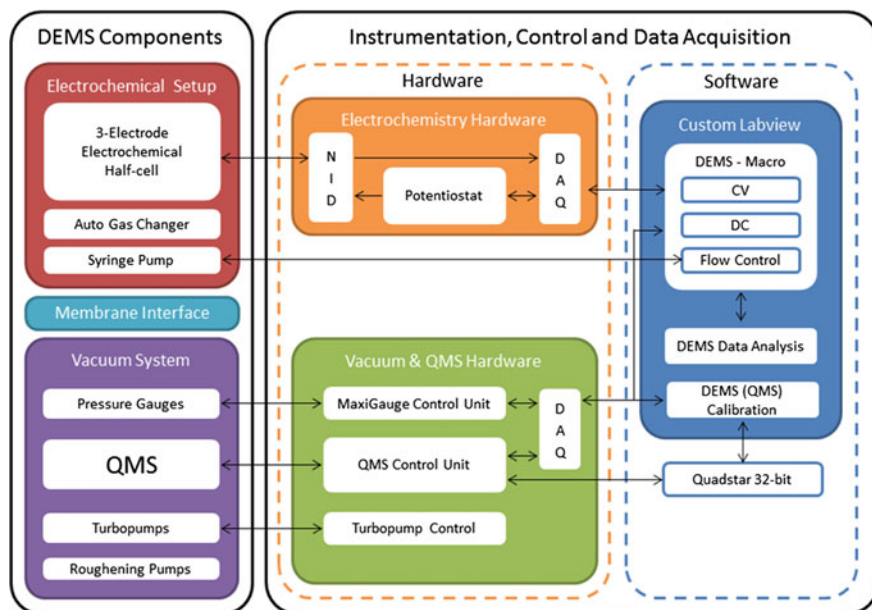 DEMS Components
Electrochemical Setup
3-Electrode
Electrochemical
Half-cell
Auto Gas Changer
Syringe Pump
Membrane Interface
Vacuum System
Pressure Gauges
QMS
Turbopumps
Roughening Pumps
Instrumentation, Control and Data Acquisition
Hardware
Electrochemistry Hardware
N
I
D
Potentiostat
D
A
Q
Vacuum & QMS Hardware
MaxiGauge Control Unit
QMS Control Unit
Turbopump Control
D
A
Q
Software
Custom Labview
DEMS - Macro
CV
DC
Flow Control
DEMS Data Analysis
DEMS (QMS)
Calibration
Quadstar 32-bit